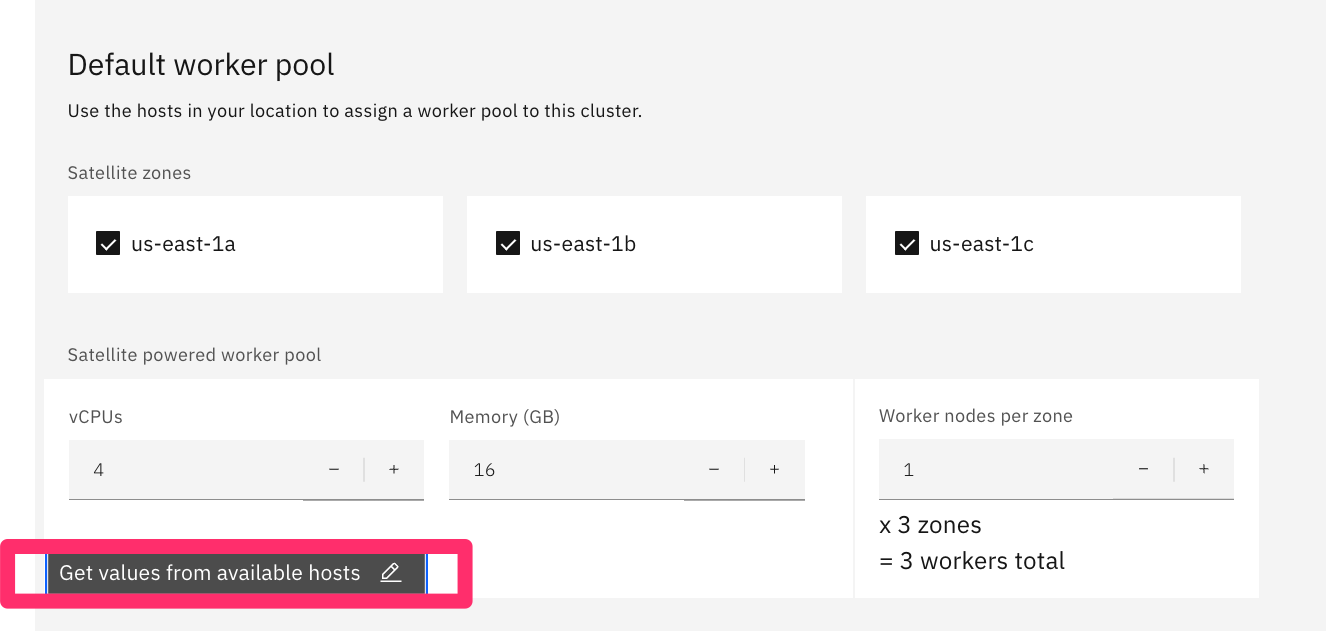 Default worker pool
Use the hosts in your location to assign a worker pool to this cluster.
Satellite zones
us-east-1a
us-east-1b
us-east-1c
Satellite powered worker pool
vCPUs
Memory (GB)
Worker nodes per zone
4 − +
16 − +
1 − +
x 3 zones
= 3 workers total
Get values from available hosts